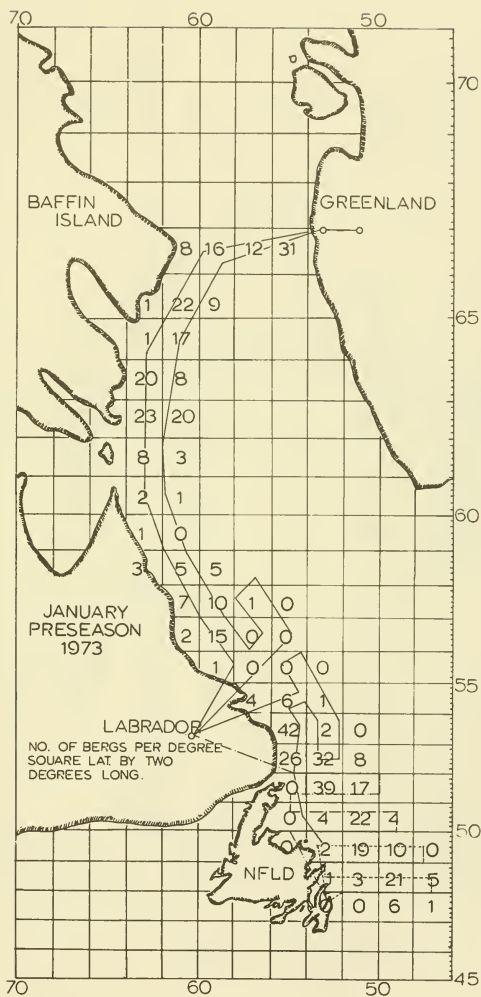 70 60 50
70
BAFFIN
ISLAND
GREENLAND
8 16 12 31
1 22 9
65
1 17
20 8
23 20
8 3
2 1
60
1 0
3 5 5
7 10 1 0
JANUARY
PRESEASON
1973
2 15 0 0
1 0 0 0
55
4 6 1
LABRADOR
42 2 0
NO. OF BERGS PER DEGREE
SQUARE LAT. BY TWO
DEGREES LONG.
26 32 8
0 39 17
0 4 22 4
50
0 2 19 10 0
NFLD
1 3 21 5
0 0 6 1
45
70 60 50